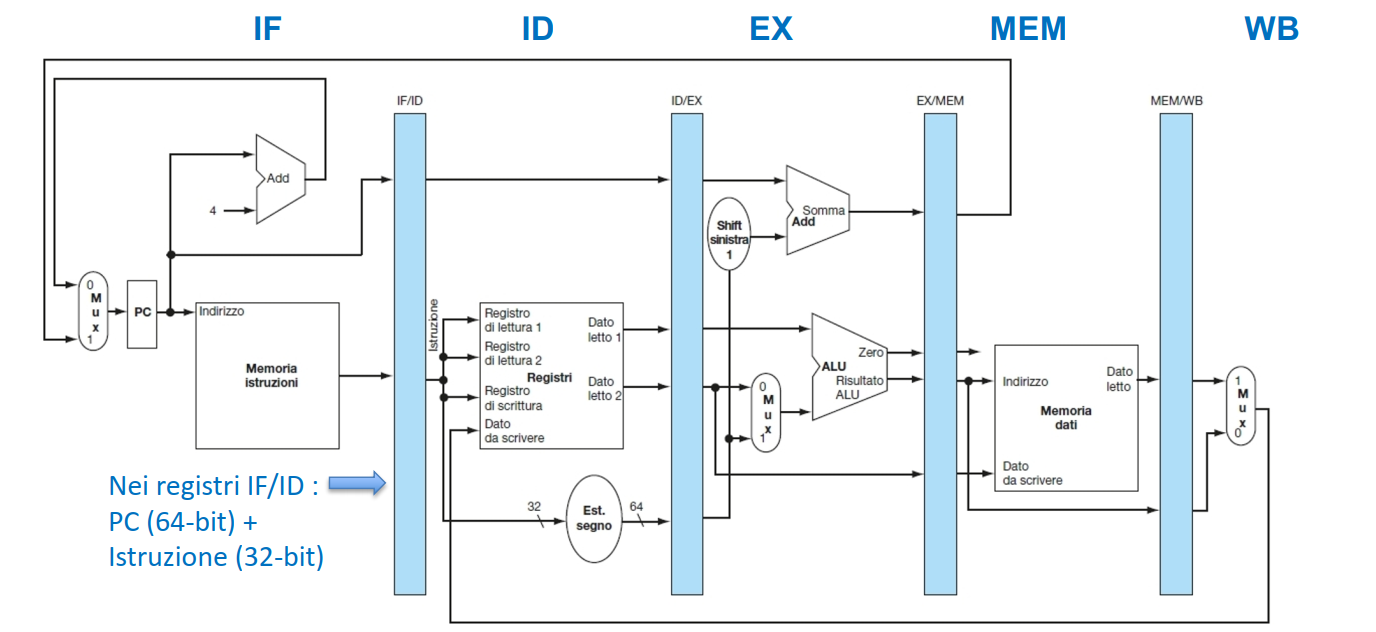 IF
ID
EX
MEM
WB
IF/ID
ID/EX
EX/MEM
MEM/WB
Add
4
0
M
u
x
1
PC
Indirizzo
Memoria
istruzioni
Istruzione
Registro
di lettura 1
Registro
di lettura 2
Registro
di scrittura
Dato
da scrivere
Registri
Dato
letto 1
Dato
letto 2
32
Est.
segno
64
Shift
sinistra
1
Somma
Add
0
M
u
x
1
Zero
ALU
Risultato
ALU
Indirizzo
Dato
letto
Memoria
dati
Dato
da scrivere
1
M
u
x
0
Nei registri IF/ID :
PC (64-bit) +
Istruzione (32-bit)